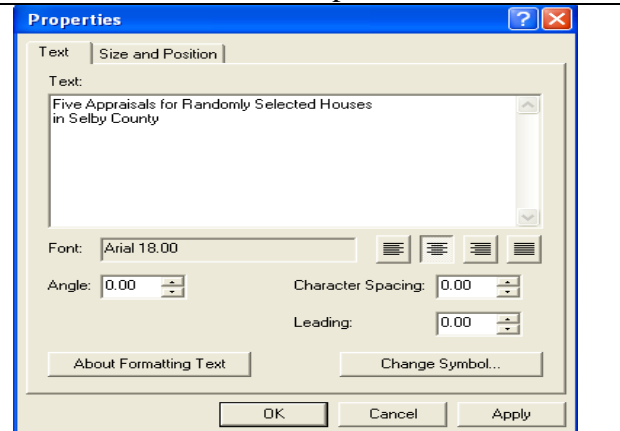 Properties
Text Size and Position
Text:
Five Appraisals for Randomly Selected Houses
in Selby County
Font: Arial 18.00
Angle: 0.00 Character Spacing: 0.00
Leading: 0.00
About Formatting Text Change Symbol...
OK Cancel Apply